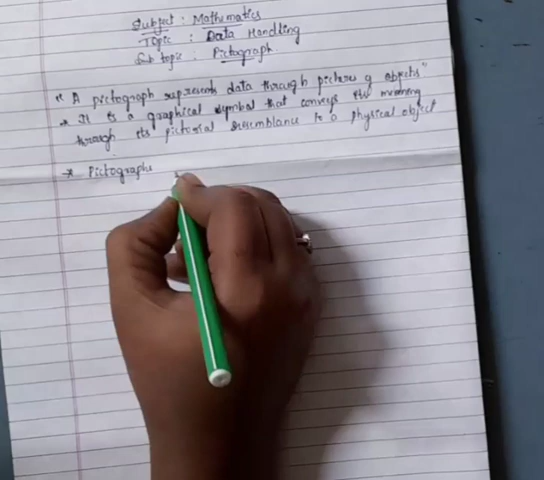 Subject : Mathematics
Topic : Data Handling
Sub topic : Pictograph
" A pictograph represents data through pictures of objects"
* It is a graphical symbol that conveys the meaning
through its pictorial resemblance to a physical object
* Pictographs